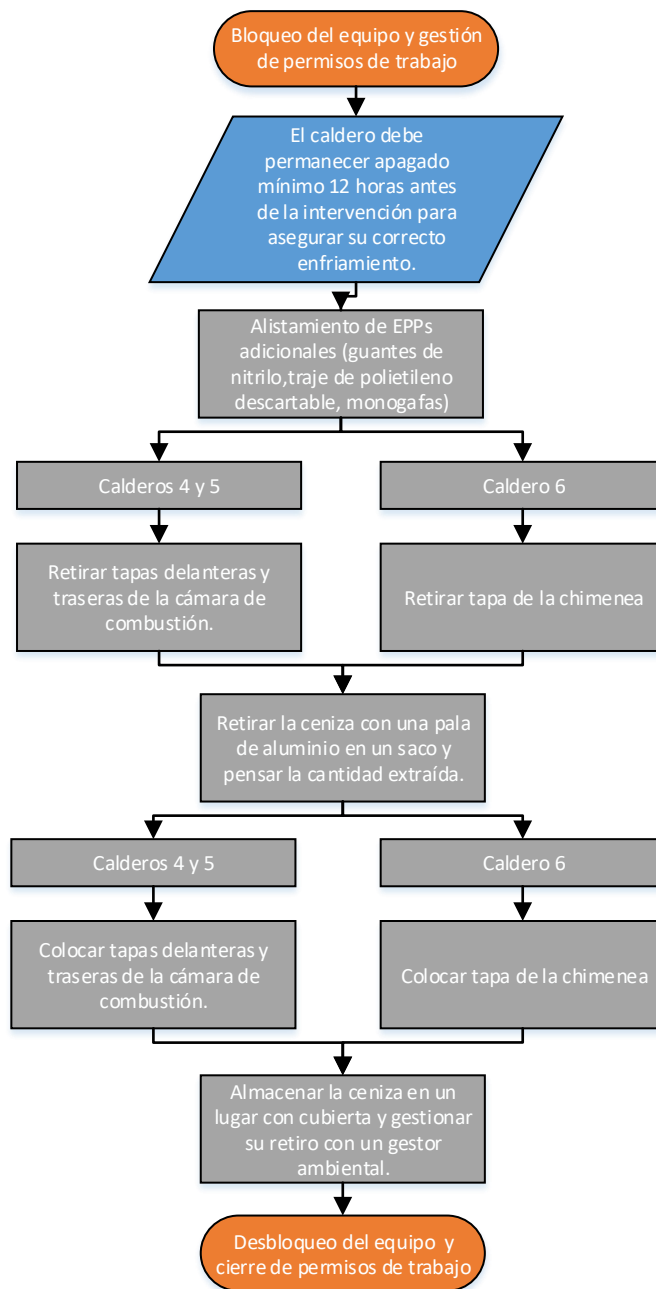 Bloqueo del equipo y gestión
de permisos de trabajo
El caldero debe
permanecer apagado
mínimo 12 horas antes
de la intervención para
asegurar su correcto
enfriamiento.
Alistamiento de EPPs
adicionales (guantes de
nitrilo,traje de polietileno
descartable, monogafas)
Calderos 4 y 5
Caldero 6
Retirar tapas delanteras y
traseras de la cámara de
combustión.
Retirar tapa de la chimenea
Retirar la ceniza con una pala
de aluminio en un saco y
pensar la cantidad extraída.
Calderos 4 y 5
Caldero 6
Colocar tapas delanteras y
traseras de la cámara de
combustión.
Colocar tapa de la chimenea
Almacenar la ceniza en un
lugar con cubierta y gestionar
su retiro con un gestor
ambiental.
Desbloqueo del equipo y
cierre de permisos de trabajo